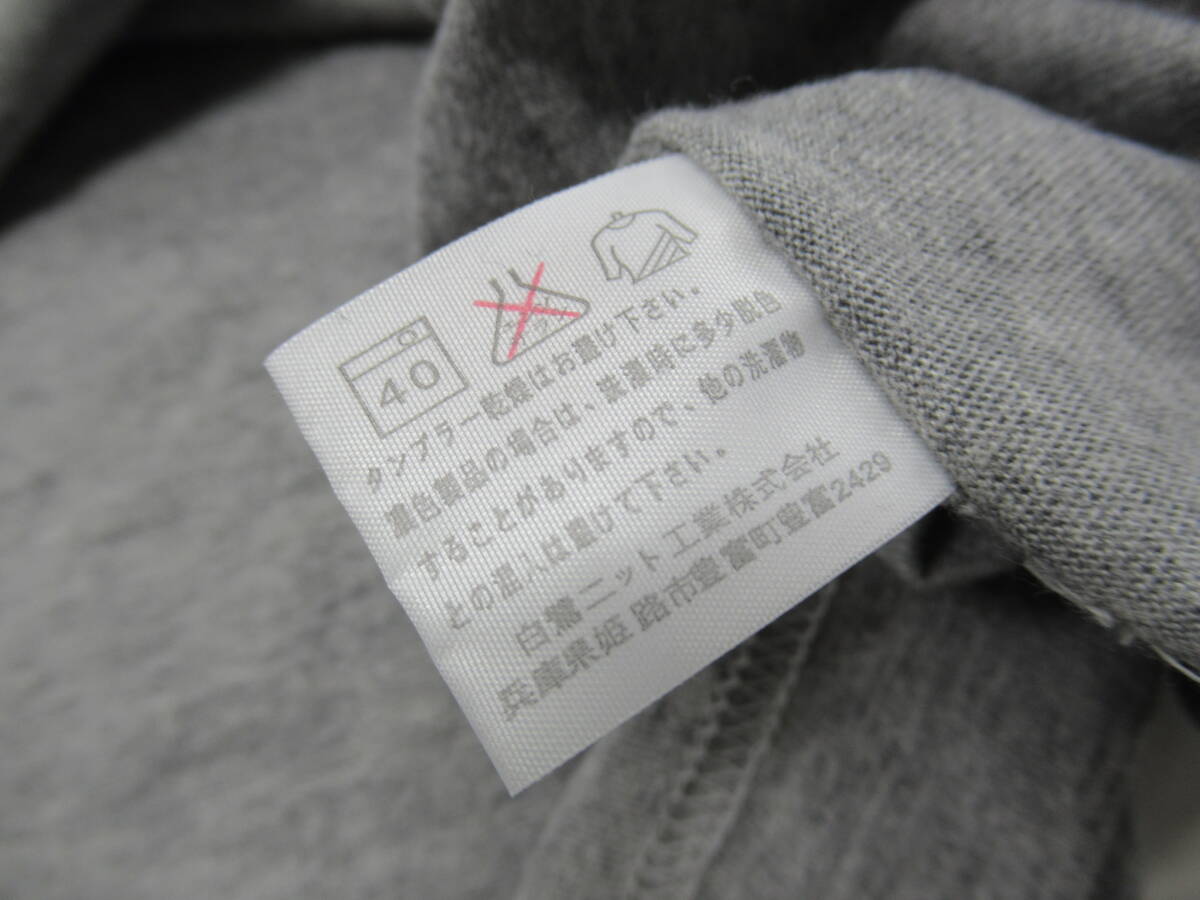 40
タンブラー乾燥はお避け下さい。
濃色製品の場合は、洗濯時に多少脱色
することがありますので、他の洗濯物
との混入は避けて下さい。
白鷺ニット工業株式会社
兵庫県姫路市豊富町豊富2429